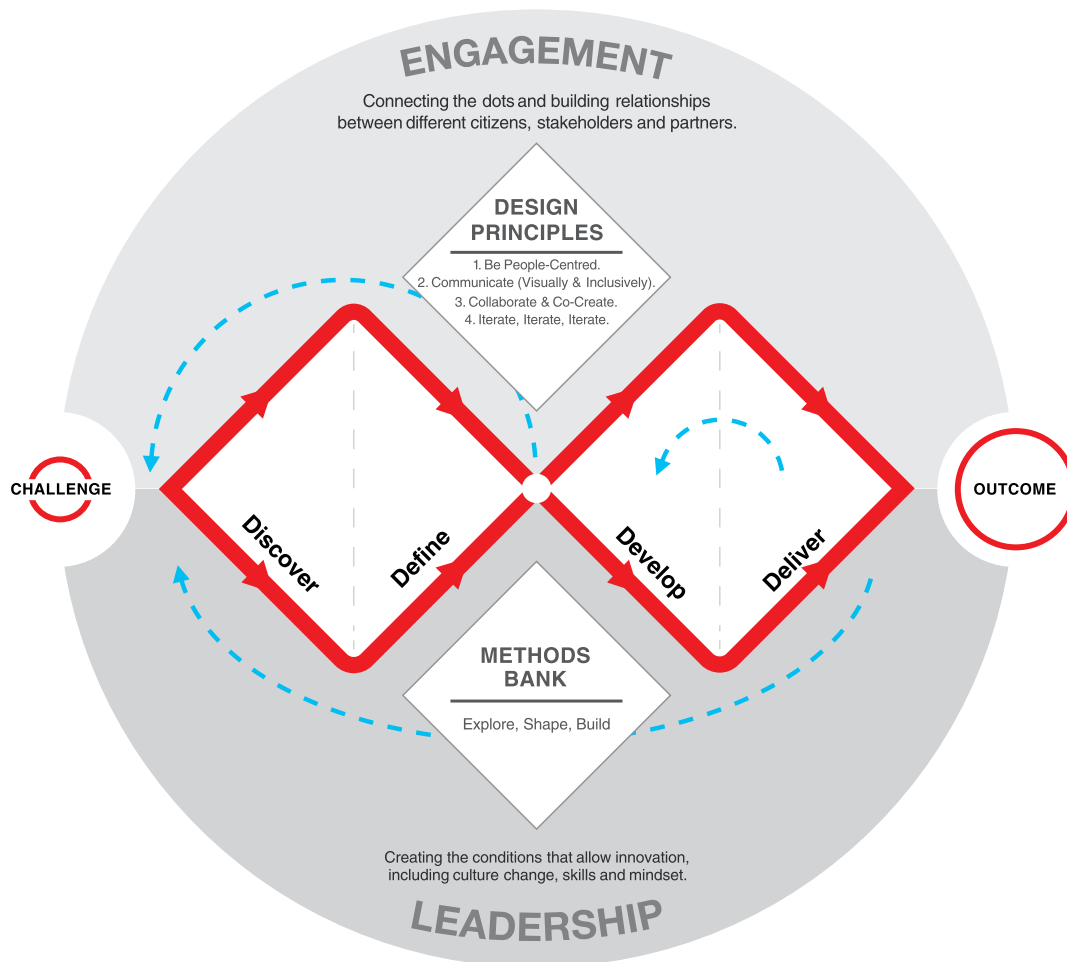 ENGAGEMENT
Connecting the dots and building relationships
between different citizens, stakeholders and partners.
DESIGN
PRINCIPLES
1. Be People-Centred.
2. Communicate (Visually & Inclusively).
3. Collaborate & Co-Create.
4. Iterate, Iterate, Iterate.
CHALLENGE
Discover
Define
Develop
Deliver
OUTCOME
METHODS
BANK
Explore, Shape, Build
Creating the conditions that allow innovation,
including culture change, skills and mindset.
LEADERSHIP